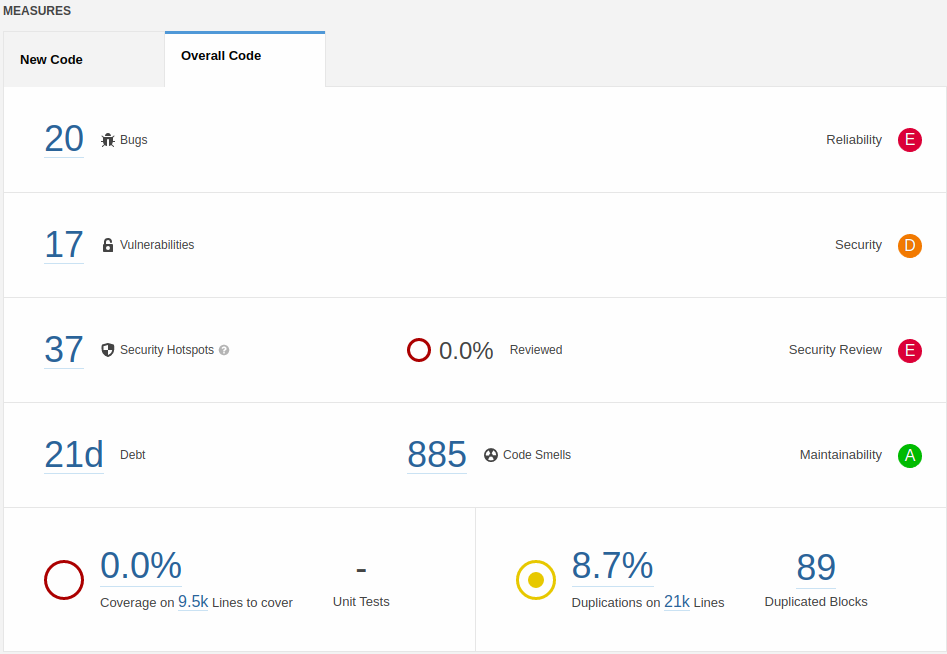 MEASURES
New Code
Overall Code
20 Bugs Reliability E
17 Vulnerabilities Security D
37 Security Hotspots ? 0.0% Reviewed Security Review E
21d Debt 885 Code Smells Maintainability A
0.0% - 8.7% 89
Coverage on 9.5k Lines to cover Unit Tests Duplications on 21k Lines Duplicated Blocks